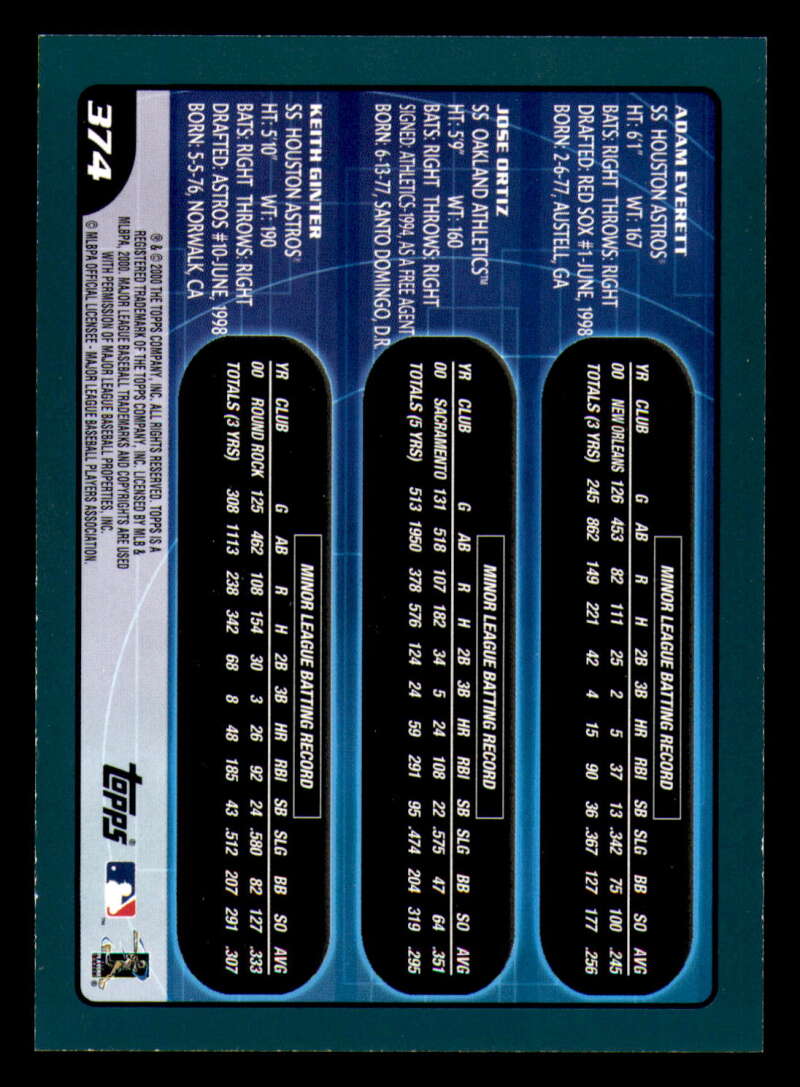 ADAM EVERETT
SS HOUSTON ASTROS®
HT: 6'1" WT: 167
BATS: RIGHT THROWS: RIGHT
DRAFTED: RED SOX #1-JUNE, 1998
BORN: 2-6-77, AUSTELL, GA
MINOR LEAGUE BATTING RECORD
YR CLUB G AB R H 2B 3B HR RBI SB SLG BB SO AVG
00 NEW ORLEANS 126 453 82 111 25 2 5 37 13 .342 75 100 .245
TOTALS (3 YRS) 245 862 149 221 42 4 15 90 36 .367 127 177 .256
JOSE ORTIZ
SS OAKLAND ATHLETICS™
HT: 5'9" WT: 160
BATS: RIGHT THROWS: RIGHT
SIGNED: ATHLETICS-1994, AS A FREE AGENT
BORN: 6-13-77, SANTO DOMINGO, D.R.
MINOR LEAGUE BATTING RECORD
YR CLUB G AB R H 2B 3B HR RBI SB SLG BB SO AVG
00 SACRAMENTO 131 518 107 182 34 5 24 108 22 .575 47 64 .351
TOTALS (5 YRS) 513 1950 378 576 124 24 59 291 95 .474 204 319 .295
KEITH GINTER
SS HOUSTON ASTROS®
HT: 5'10" WT: 190
BATS: RIGHT THROWS: RIGHT
DRAFTED: ASTROS #10-JUNE, 1998
BORN: 5-5-76, NORWALK, CA
MINOR LEAGUE BATTING RECORD
YR CLUB G AB R H 2B 3B HR RBI SB SLG BB SO AVG
00 ROUND ROCK 125 462 108 154 30 3 26 92 24 .580 82 127 .333
TOTALS (3 YRS) 308 1113 238 342 68 8 48 185 43 .512 207 291 .307
374
® & © 2000 THE TOPPS COMPANY, INC. ALL RIGHTS RESERVED. TOPPS IS A
REGISTERED TRADEMARK OF THE TOPPS COMPANY, INC. LICENSED BY MLB &
MLBPA, 2000. MAJOR LEAGUE BASEBALL TRADEMARKS AND COPYRIGHTS ARE USED
WITH PERMISSION OF MAJOR LEAGUE BASEBALL PROPERTIES, INC.
© MLBPA OFFICIAL LICENSEE - MAJOR LEAGUE BASEBALL PLAYERS ASSOCIATION.
topps®